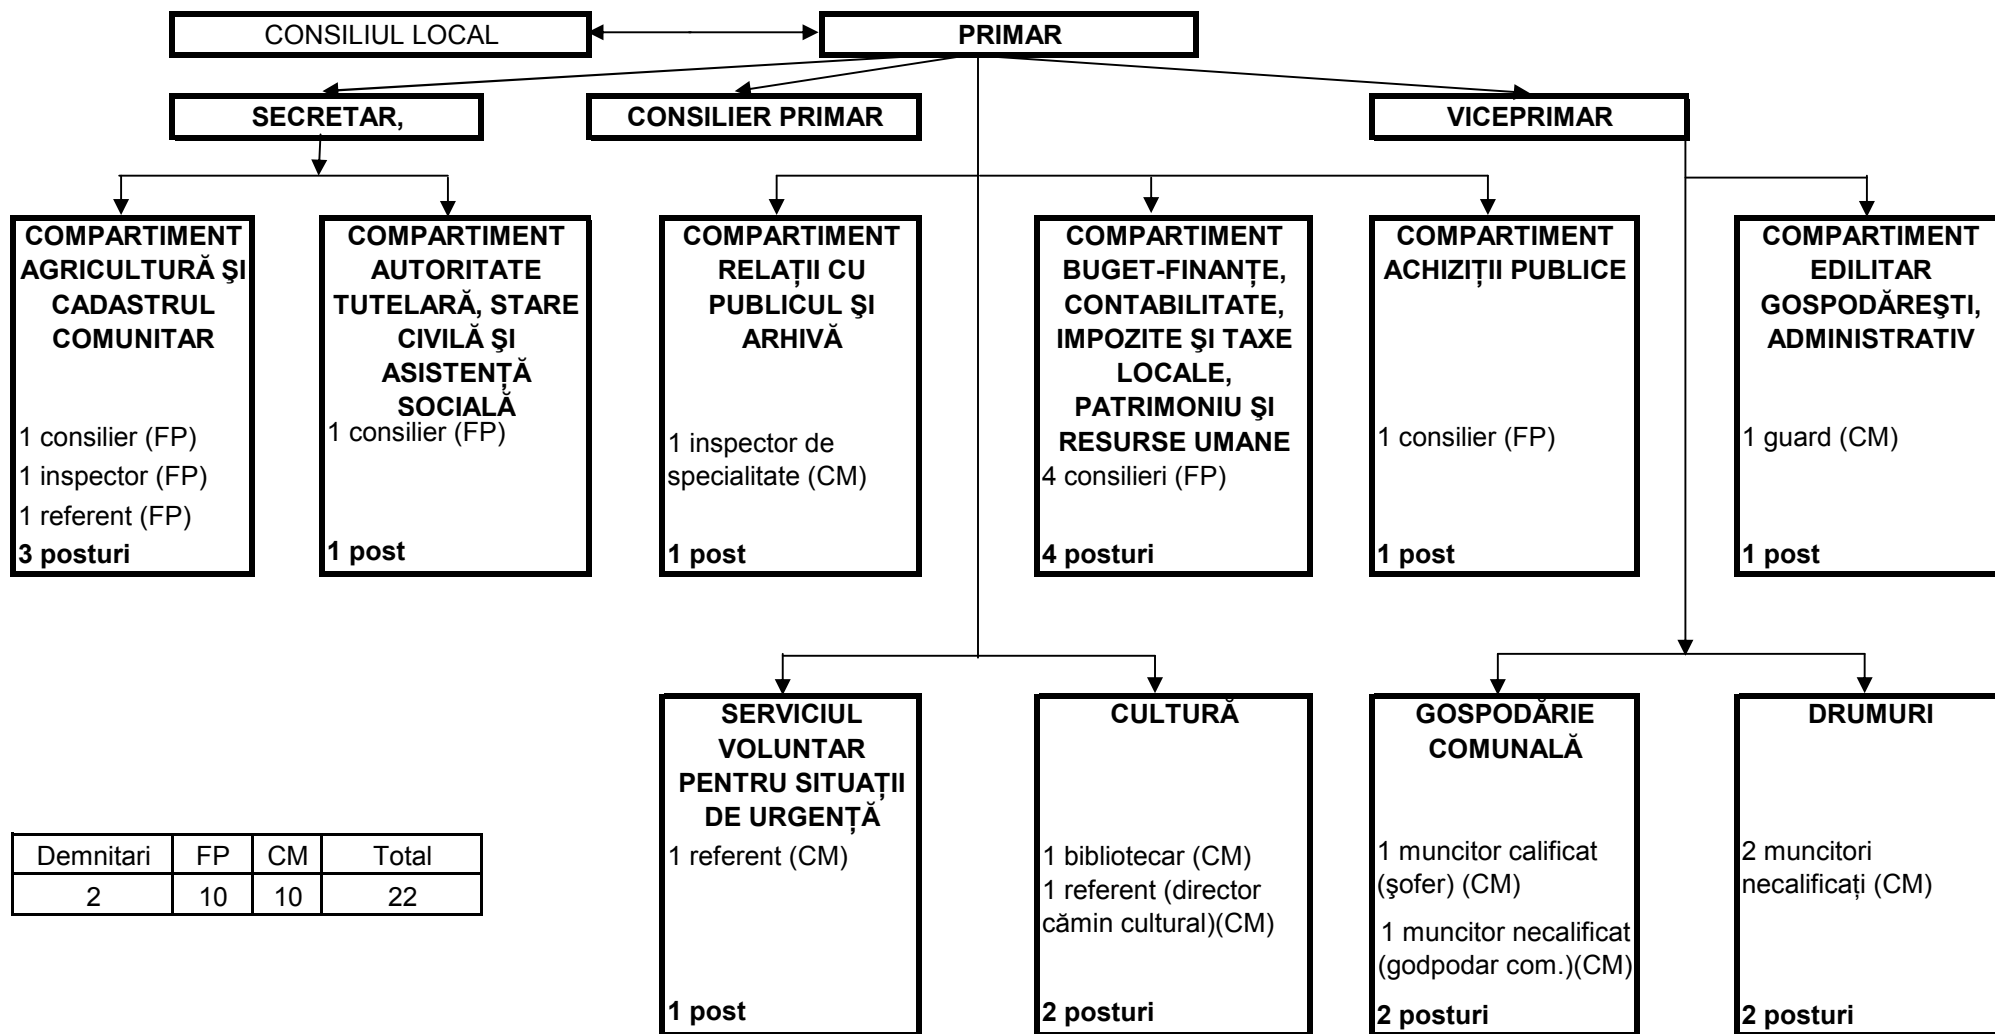 CONSILIUL LOCAL
PRIMAR
SECRETAR,
CONSILIER PRIMAR
VICEPRIMAR
COMPARTIMENT
AGRICULTURĂ ŞI
CADASTRUL
COMUNITAR
1 consilier (FP)
1 inspector (FP)
1 referent (FP)
3 posturi
COMPARTIMENT
AUTORITATE
TUTELARĂ, STARE
CIVILĂ ŞI
ASISTENȚĂ
SOCIALĂ
1 consilier (FP)
1 post
COMPARTIMENT
RELAȚII CU
PUBLICUL ŞI
ARHIVĂ
1 inspector de
specialitate (CM)
1 post
COMPARTIMENT
BUGET-FINANȚE,
CONTABILITATE,
IMPOZITE ŞI TAXE
LOCALE,
PATRIMONIU ŞI
RESURSE UMANE
4 consilieri (FP)
4 posturi
COMPARTIMENT
ACHIZIȚII PUBLICE
1 consilier (FP)
1 post
COMPARTIMENT
EDILITAR
GOSPODĂREŞTI,
ADMINISTRATIV
1 guard (CM)
1 post
SERVICIUL
VOLUNTAR
PENTRU SITUAȚII
DE URGENȚĂ
1 referent (CM)
1 post
CULTURĂ
1 bibliotecar (CM)
1 referent (director
cămin cultural)(CM)
2 posturi
GOSPODĂRIE
COMUNALĂ
1 muncitor calificat
(şofer) (CM)
1 muncitor necalificat
(godpodar com.)(CM)
2 posturi
DRUMURI
2 muncitori
necalificați (CM)
2 posturi
Demnitari FP CM Total
2 10 10 22